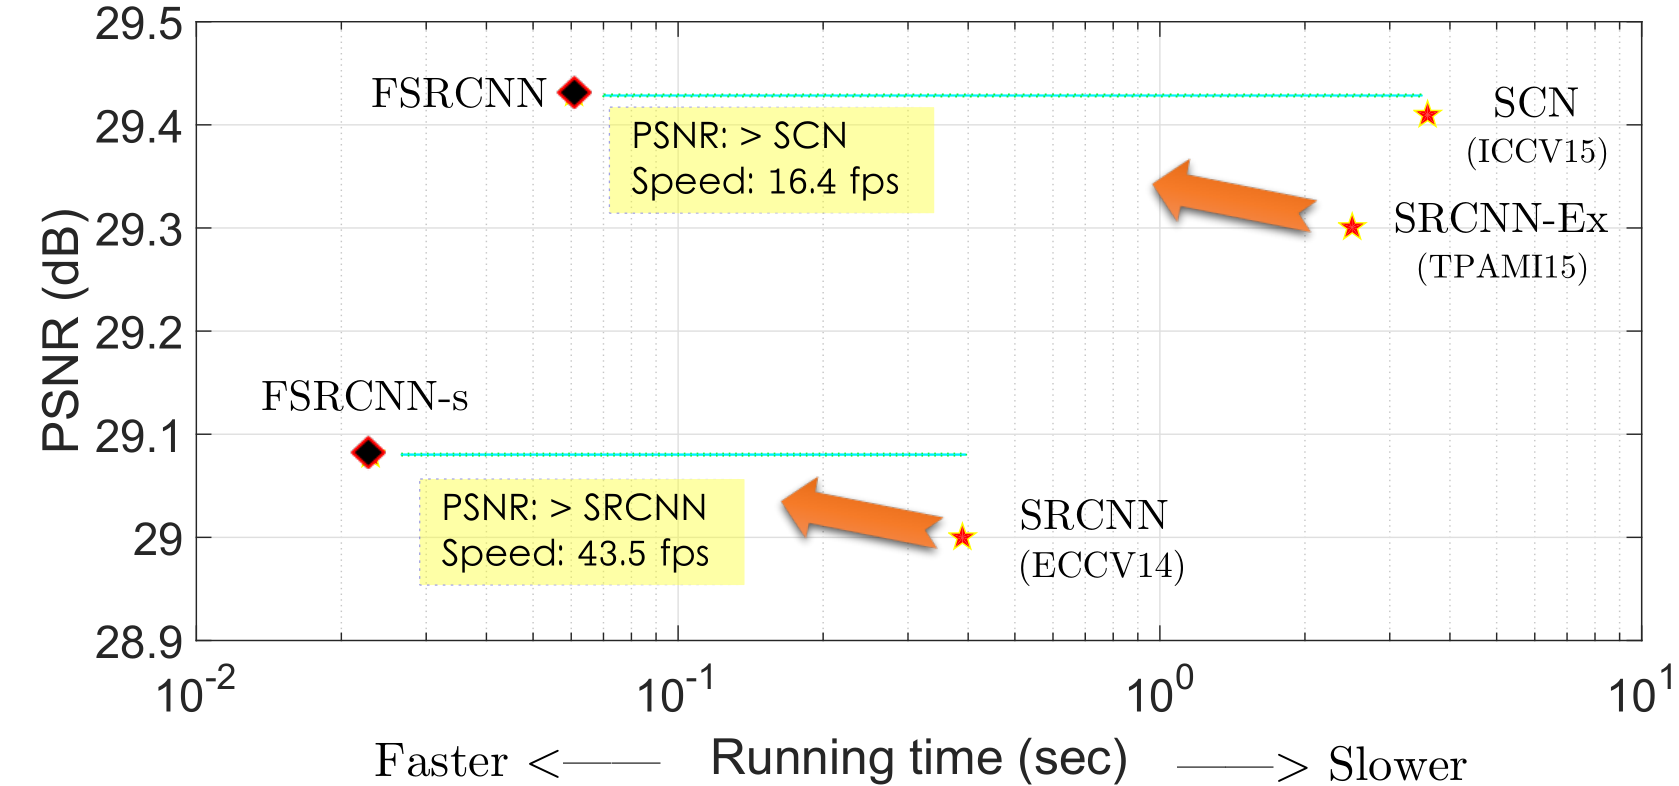 29.5
29.4
29.3
29.2
29.1
29
28.9
PSNR (dB)
FSRCNN
PSNR: > SCN
Speed: 16.4 fps
SCN
(ICCV15)
SRCNN-Ex
(TPAMI15)
FSRCNN-s
PSNR: > SRCNN
Speed: 43.5 fps
SRCNN
(ECCV14)
10-2 10-1 100 101
Faster <—— Running time (sec) ——> Slower